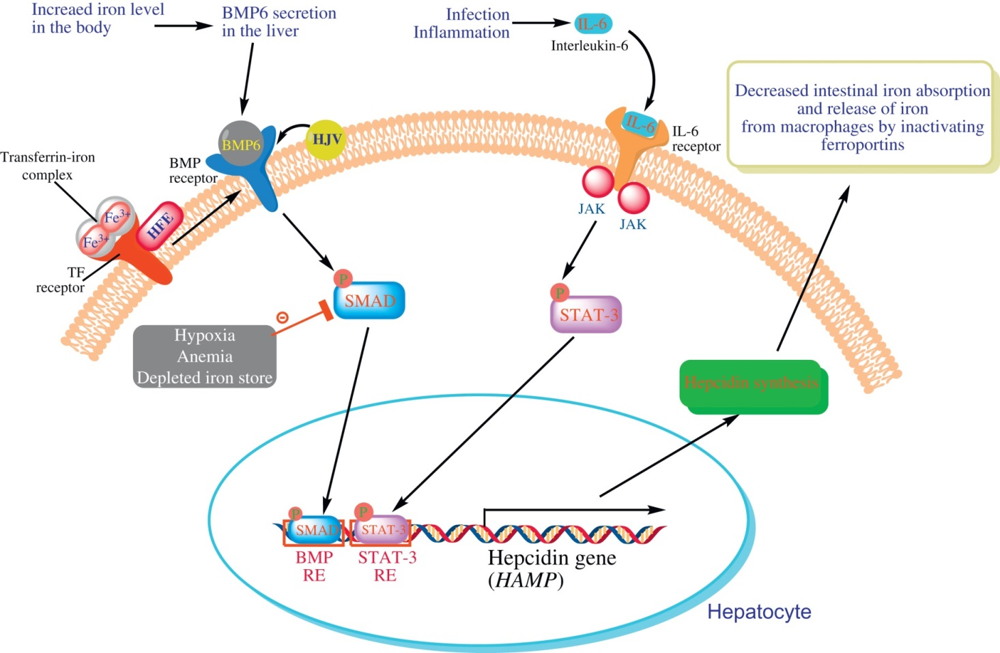 Increaed iron level
in the body
BMP6 secretion
in the liver
Infection
Inflammation
IL-6
Interleukin-6
Decreased intestinal iron absorption
and release of iron
from macrophages by inactivating
ferroportins
IL-6
IL-6
receptor
BMP6
HJV
BMP
receptor
Transferrin-iron
complex
Fe3+
Fe3+
HFE
TF
receptor
JAK
JAK
P
SMAD
P
STAT-3
Hypoxia
Anemia
Depleted iron store
Hepcidin synthesis
P
SMAD
P
STAT-3
BMP
RE
STAT-3
RE
Hepcidin gene
(HAMP)
Hepatocyte